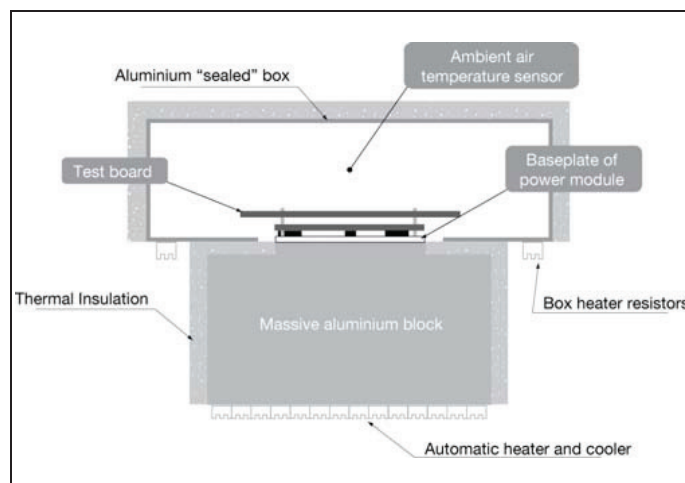 Ambient air
temperature sensor
Aluminium “sealed” box
Baseplate of
power module
Test board
Thermal Insulation
Box heater resistors
Massive aluminium block
Automatic heater and cooler